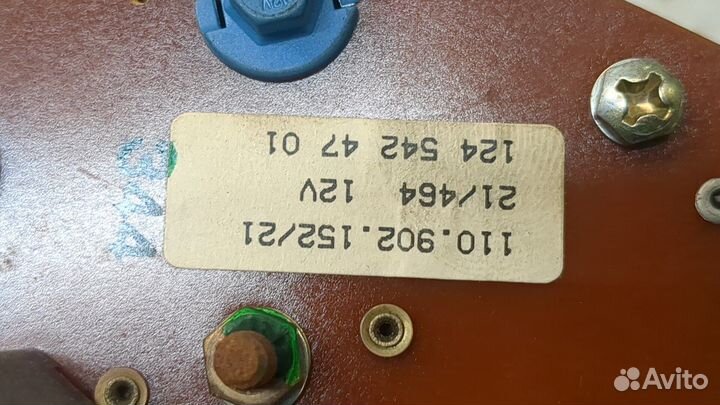 110.902.152/21
21/464 12V
124 542 47 01
Avito